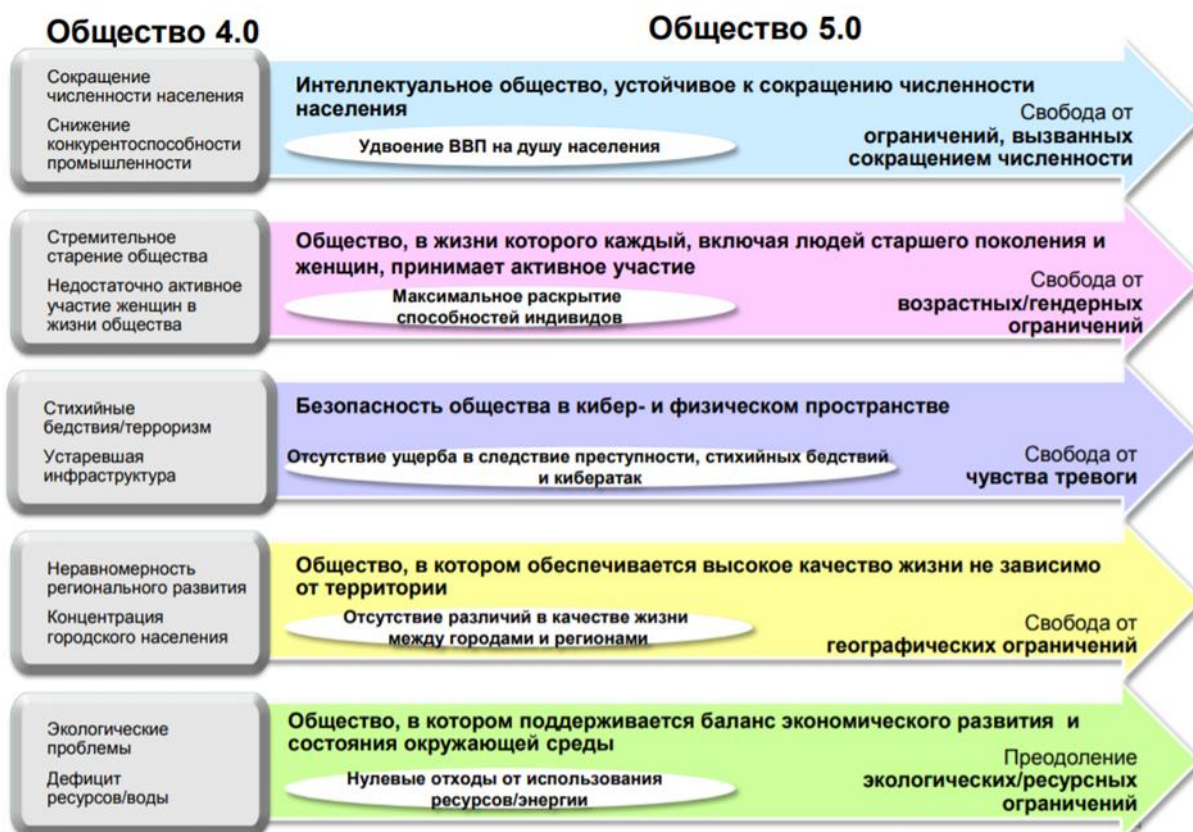 Общество 4.0
Общество 5.0
Сокращение
численности населения
Снижение
конкурентоспособности
промышленности
Интеллектуальное общество, устойчивое к сокращению численности
населения
Удвоение ВВП на душу населения
Свобода от
ограничений, вызванных
сокращением численности
Стремительное
старение общества
Недостаточно активное
участие женщин в
жизни общества
Общество, в жизни которого каждый, включая людей старшего поколения и
женщин, принимает активное участие
Максимальное раскрытие
способностей индивидов
Свобода от
возрастных/гендерных
ограничений
Стихийные
бедствия/терроризм
Устаревшая
инфраструктура
Безопасность общества в кибер- и физическом пространстве
Отсутствие ущерба в следствие преступности, стихийных бедствий
и кибератак
Свобода от
чувства тревоги
Неравномерность
регионального развития
Концентрация
городского населения
Общество, в котором обеспечивается высокое качество жизни не зависимо
от территории
Отсутствие различий в качестве жизни
между городами и регионами
Свобода от
географических ограничений
Экологические
проблемы
Дефицит
ресурсов/воды
Общество, в котором поддерживается баланс экономического развития и
состояния окружающей среды
Нулевые отходы от использования
ресурсов/энергии
Преодоление
экологических/ресурсных
ограничений